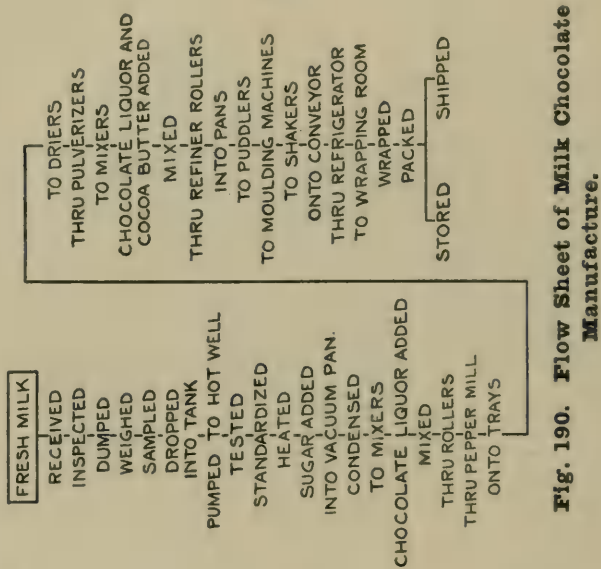 FRESH MILK
RECEIVED
INSPECTED
DUMPED
WEIGHED
SAMPLED
DROPPED
INTO TANK
PUMPED TO HOT WELL
TESTED
STANDARDIZED
HEATED
SUGAR ADDED
INTO VACUUM PAN.
CONDENSED
TO MIXERS
CHOCOLATE LIQUOR ADDED
MIXED
THRU ROLLERS
THRU PEPPER MILL
ONTO TRAYS
TO DRIERS
THRU PULVERIZERS
TO MIXERS
CHOCOLATE LIQUOR AND
COCOA BUTTER ADDED
MIXED
THRU REFINER ROLLERS
INTO PANS
TO PUDDLERS
TO MOULDING MACHINES
TO SHAKERS
ONTO CONVEYOR
THRU REFRIGERATOR
TO WRAPPING ROOM
WRAPPED
PACKED
STORED SHIPPED
Fig. 190. Flow Sheet of Milk Chocolate
Manufacture.